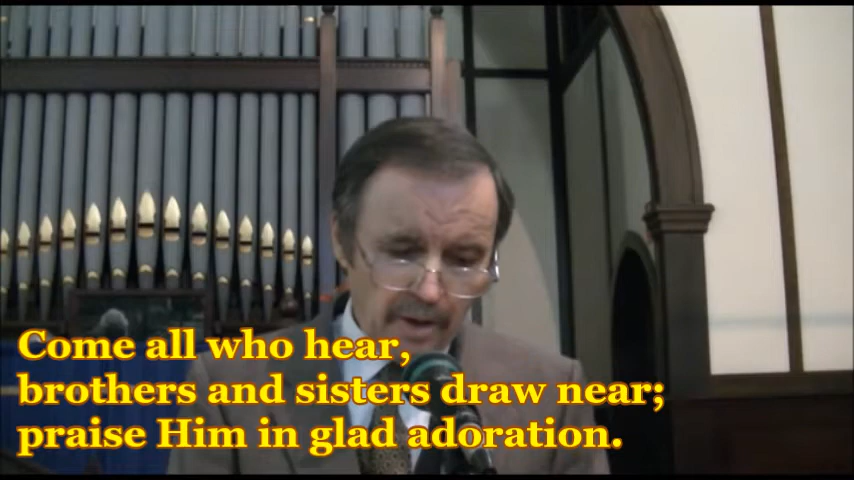 Come all who hear,
brothers and sisters draw near;
praise Him in glad adoration.